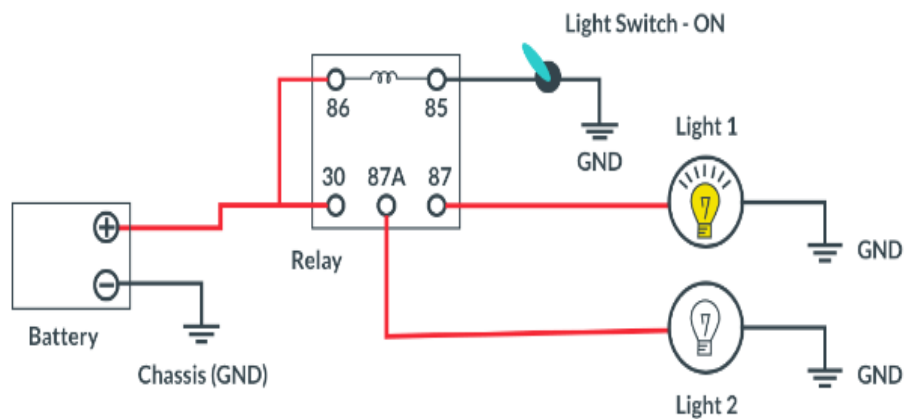 Light Switch - ON
86
85
GND
Light 1
30
87A
87
Relay
GND
Battery
Chassis (GND)
GND
Light 2